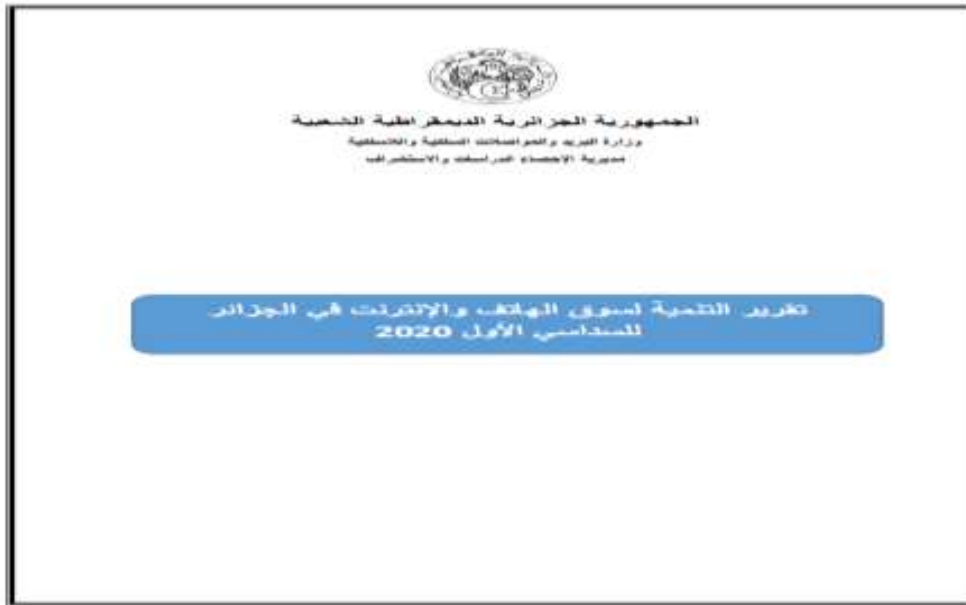 الجمهورية الجزائرية الديمقراطية الشعبية
وزارة البريد والمواصلات السلكية واللاسلكية
مديرية الإحصاء الدراسات والاستشراف
تقرير التنمية لسوق الهاتف والإنترنت في الجزائر
للسداسي الأول 2020